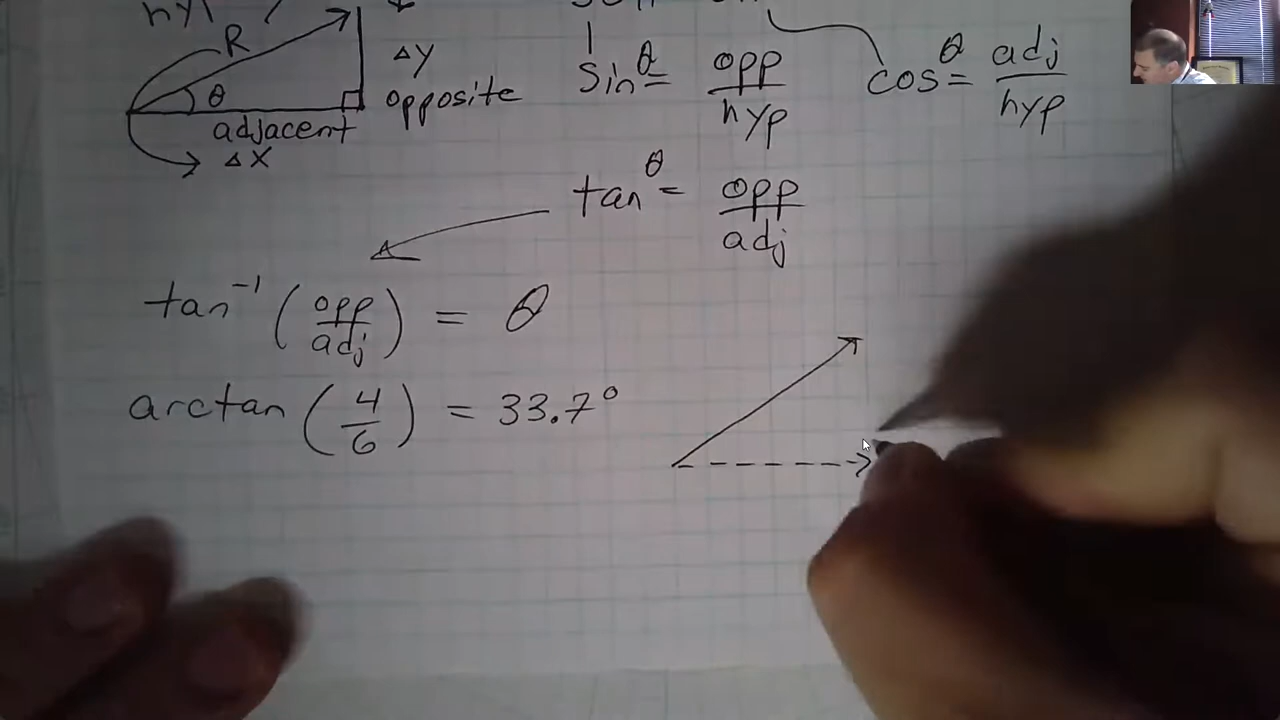 hyp
R
Δy
θ
opposite
adjacent
Δx
sin θ = opp/hyp
cos θ = adj/hyp
tan θ = opp/adj
tan⁻¹ (opp/adj) = θ
arctan (4/6) = 33.7°